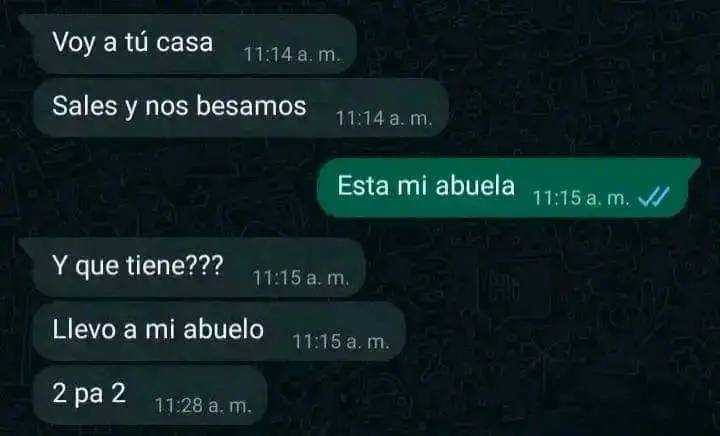 Voy a tú casa 11:14 a. m.
Sales y nos besamos 11:14 a. m.
Esta mi abuela 11:15 a. m.
Y que tiene??? 11:15 a. m.
Llevo a mi abuelo 11:15 a. m.
2 pa 2 11:28 a. m.